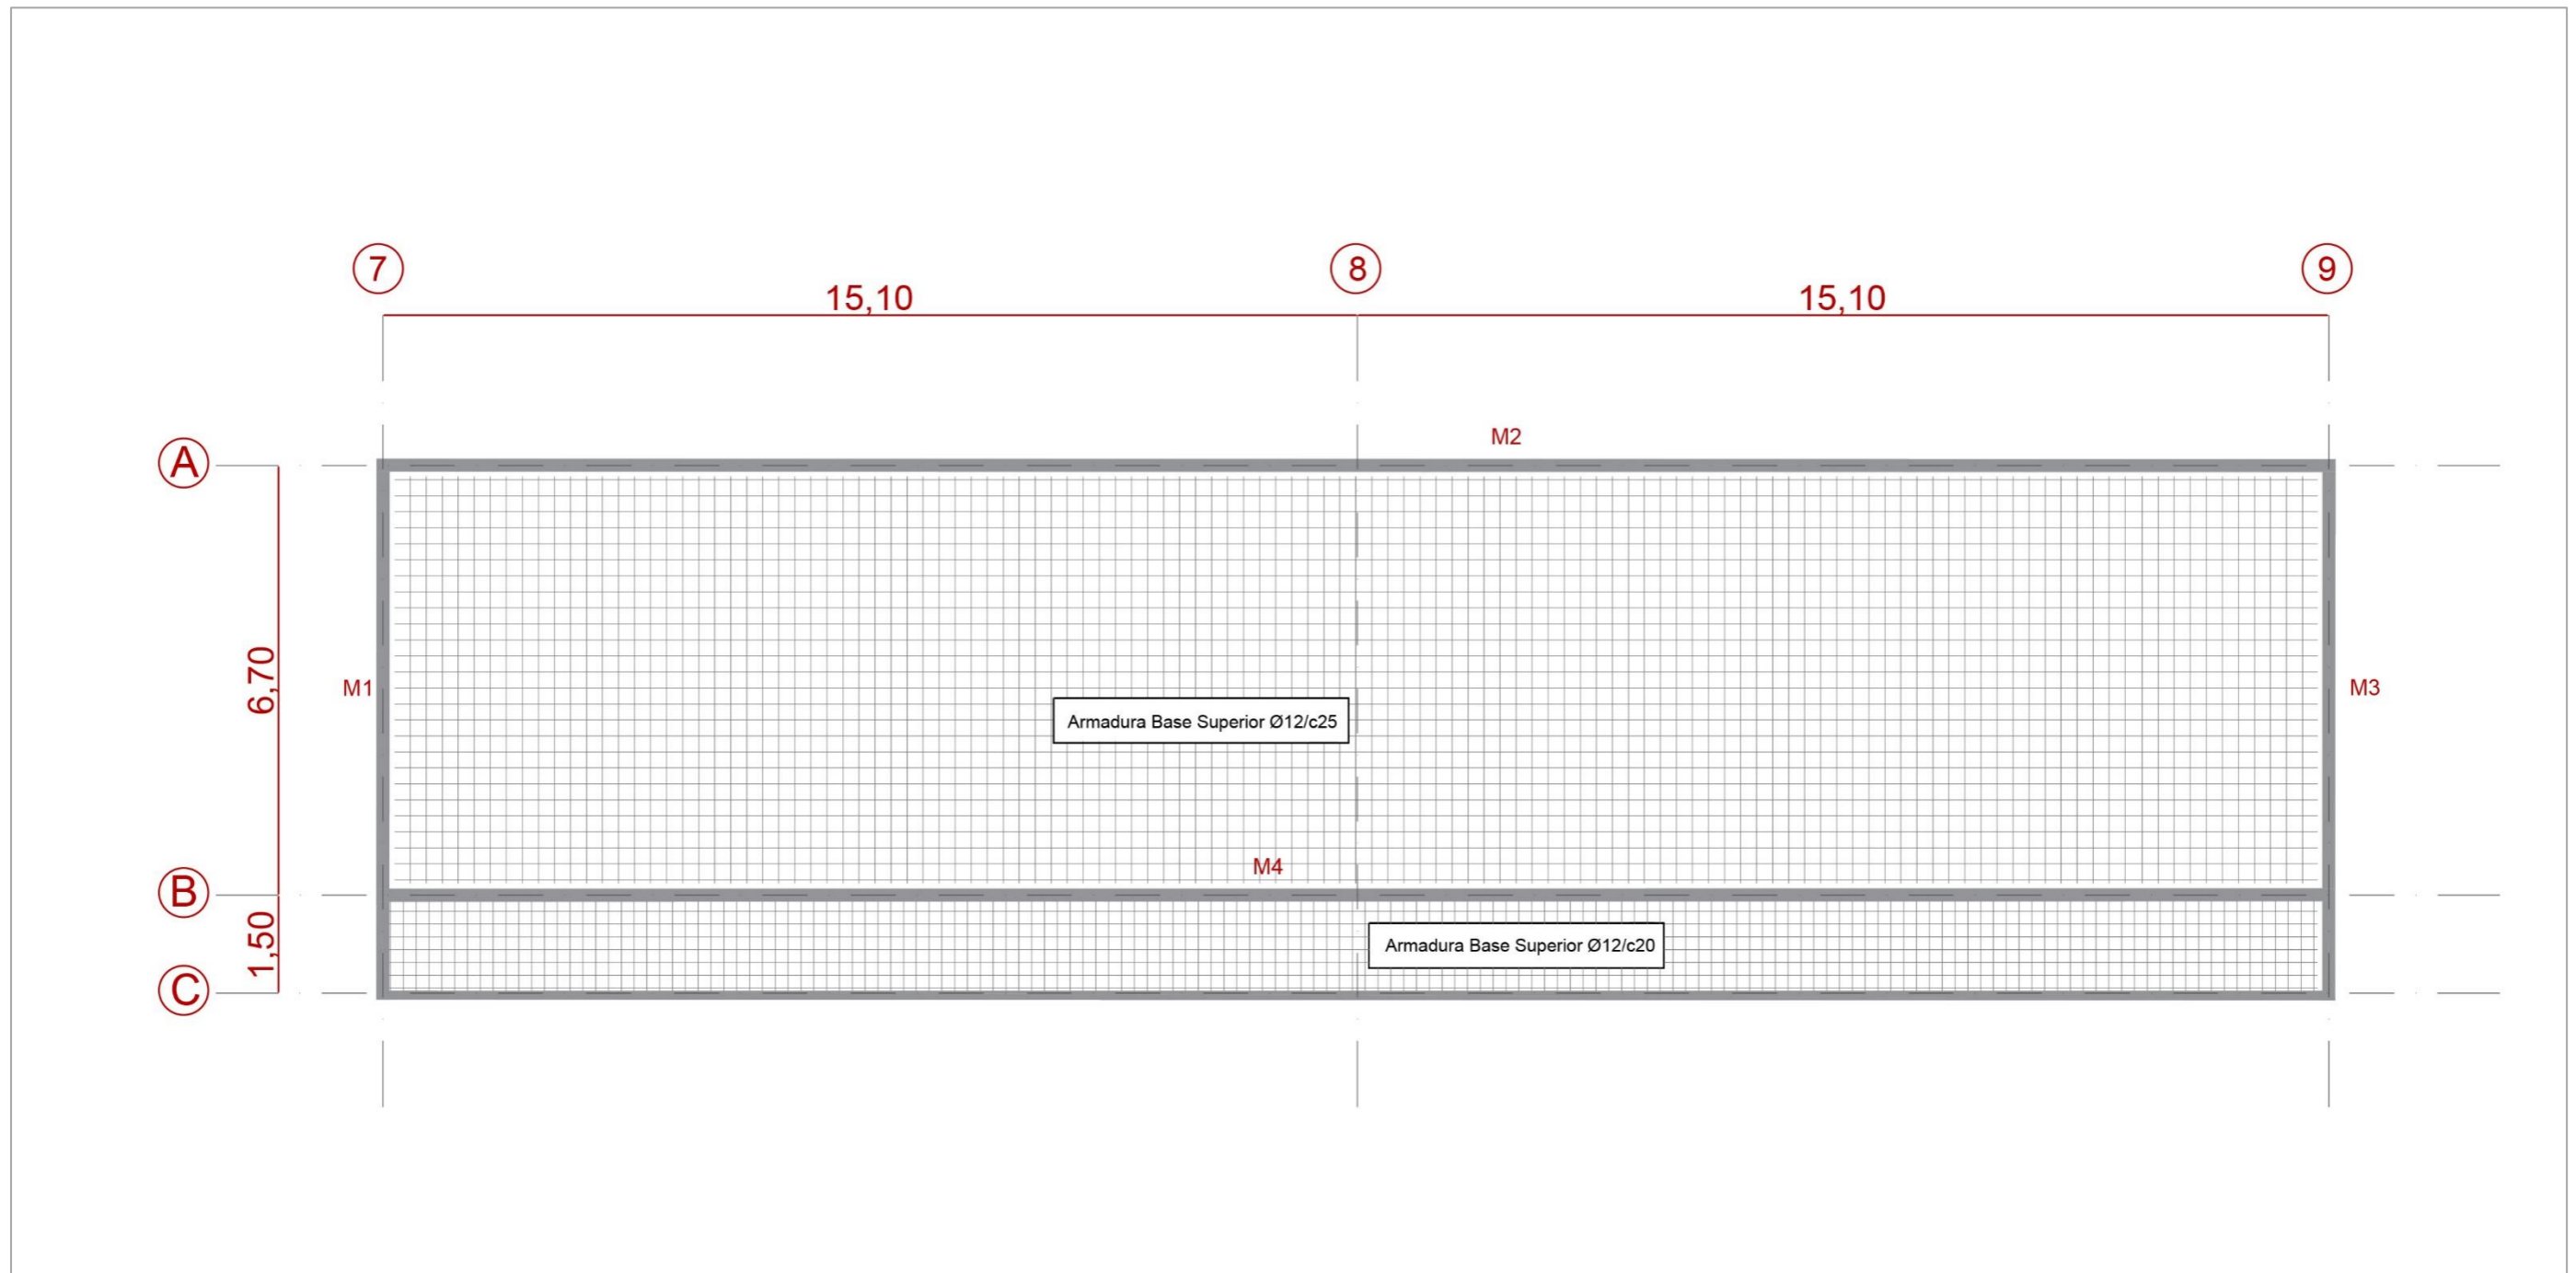 7
8
9
15,10
15,10
M2
A
6,70
M1
M3
Armadura Base Superior Ø12/c25
M4
B
1,50
Armadura Base Superior Ø12/c20
C